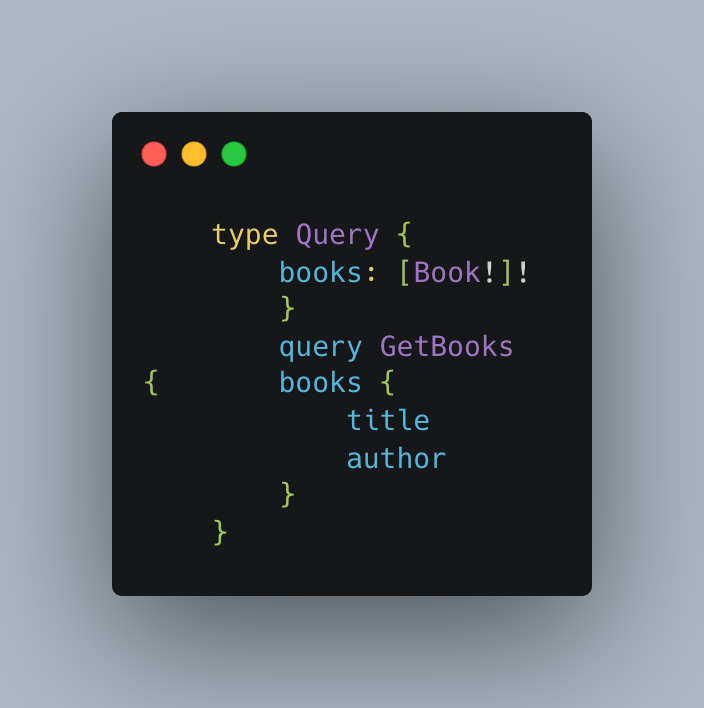 type Query {
books: [Book!]!
}
query GetBooks
{ books {
title
author
}
}